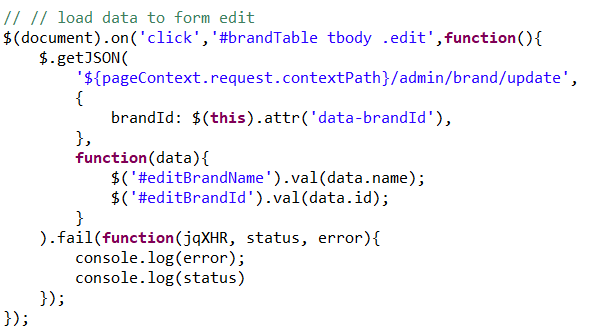 // // load data to form edit
$(document).on('click','#brandTable tbody .edit',function(){
    $.getJSON(
        '${pageContext.request.contextPath}/admin/brand/update',
        {
            brandId: $(this).attr('data-brandId'),
        },
        function(data){
            $('#editBrandName').val(data.name);
            $('#editBrandId').val(data.id);
        }
    ).fail(function(jqXHR, status, error){
        console.log(error);
        console.log(status)
    });
});